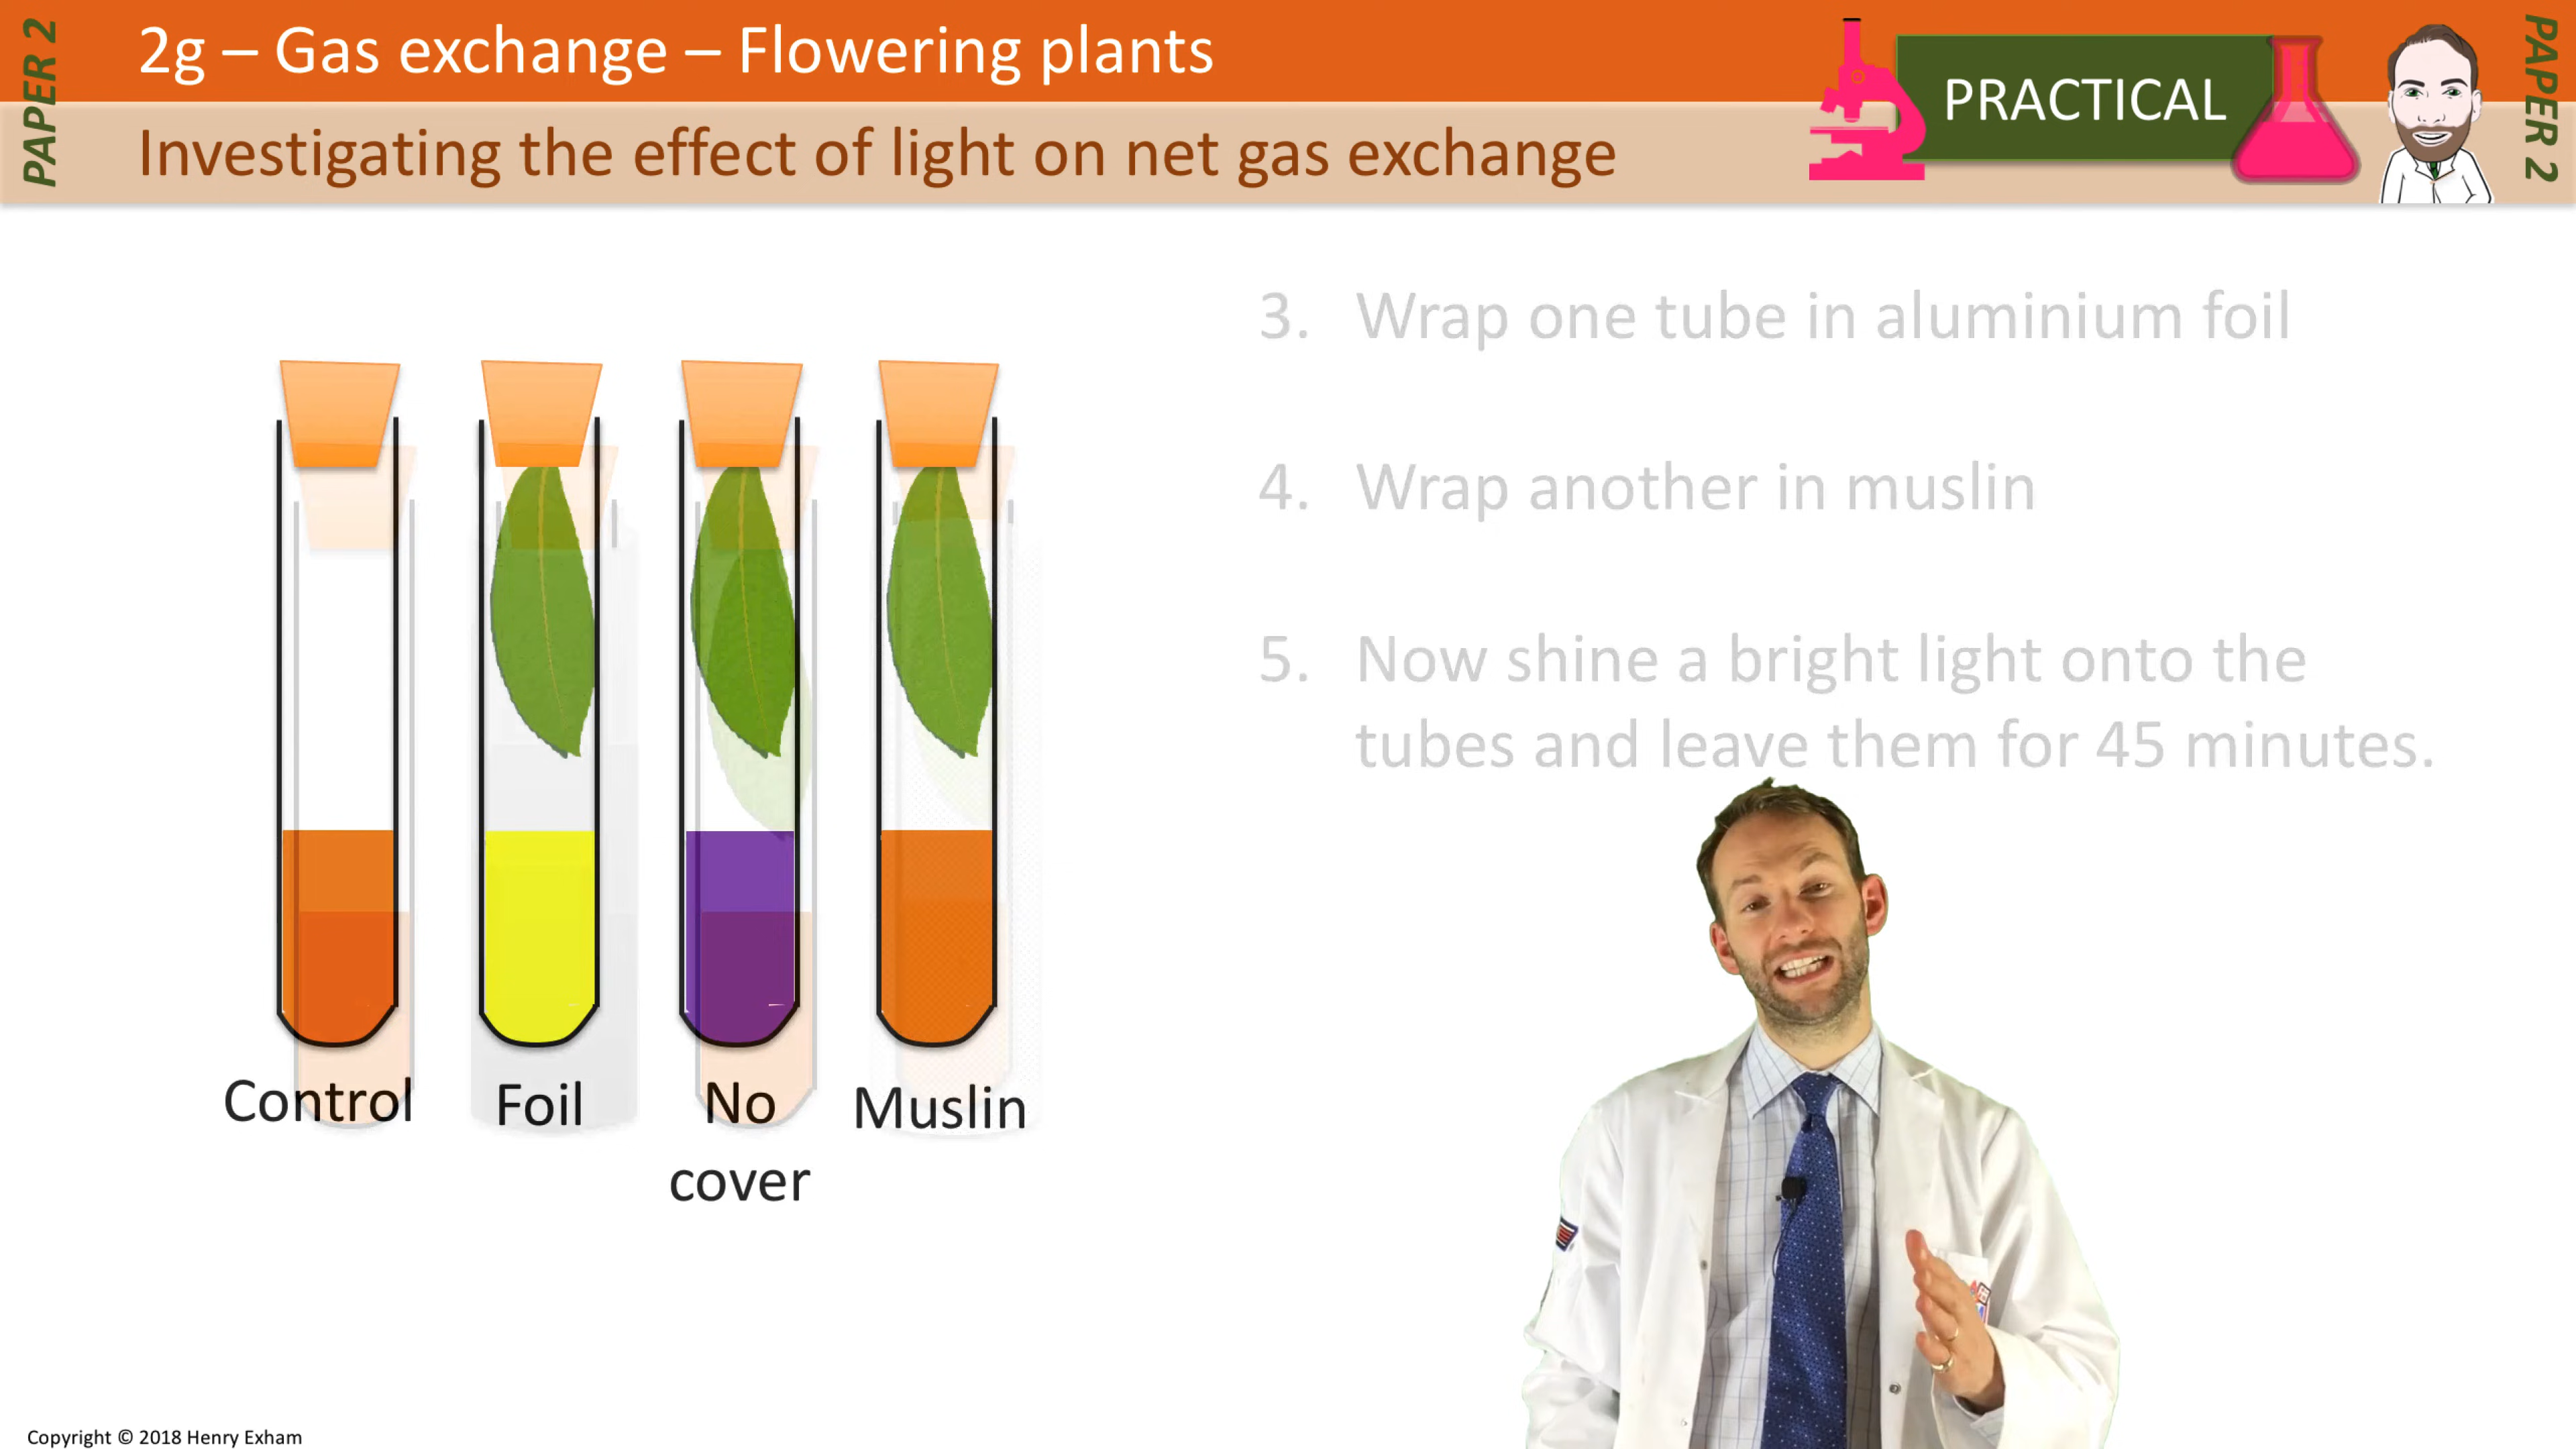 PAPER 2
2g – Gas exchange – Flowering plants
Investigating the effect of light on net gas exchange
PRACTICAL
PAPER 2
3. Wrap one tube in aluminium foil
4. Wrap another in muslin
5. Now shine a bright light onto the
tubes and leave them for 45 minutes.
Control
Foil
No
cover
Muslin
Copyright © 2018 Henry Exham